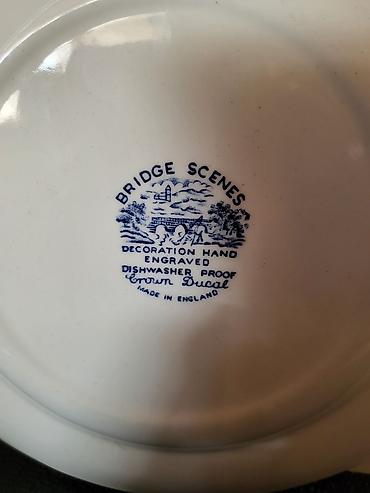 BRIDGE SCENES
DECORATION HAND
ENGRAVED
DISHWASHER PROOF
Crown Ducal
MADE IN ENGLAND